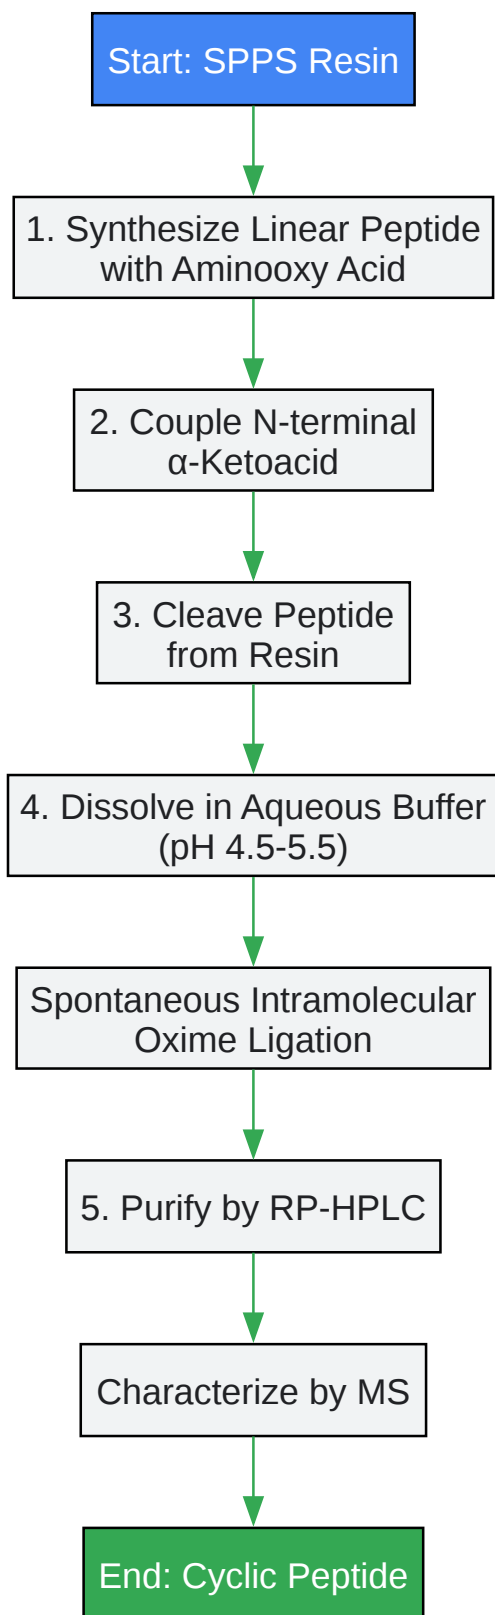 Start: SPPS Resin
1. Synthesize Linear Peptide
with Aminooxy Acid
2. Couple N-terminal
α-Ketoacid
3. Cleave Peptide
from Resin
4. Dissolve in Aqueous Buffer
(pH 4.5-5.5)
Spontaneous Intramolecular
Oxime Ligation
5. Purify by RP-HPLC
Characterize by MS
End: Cyclic Peptide